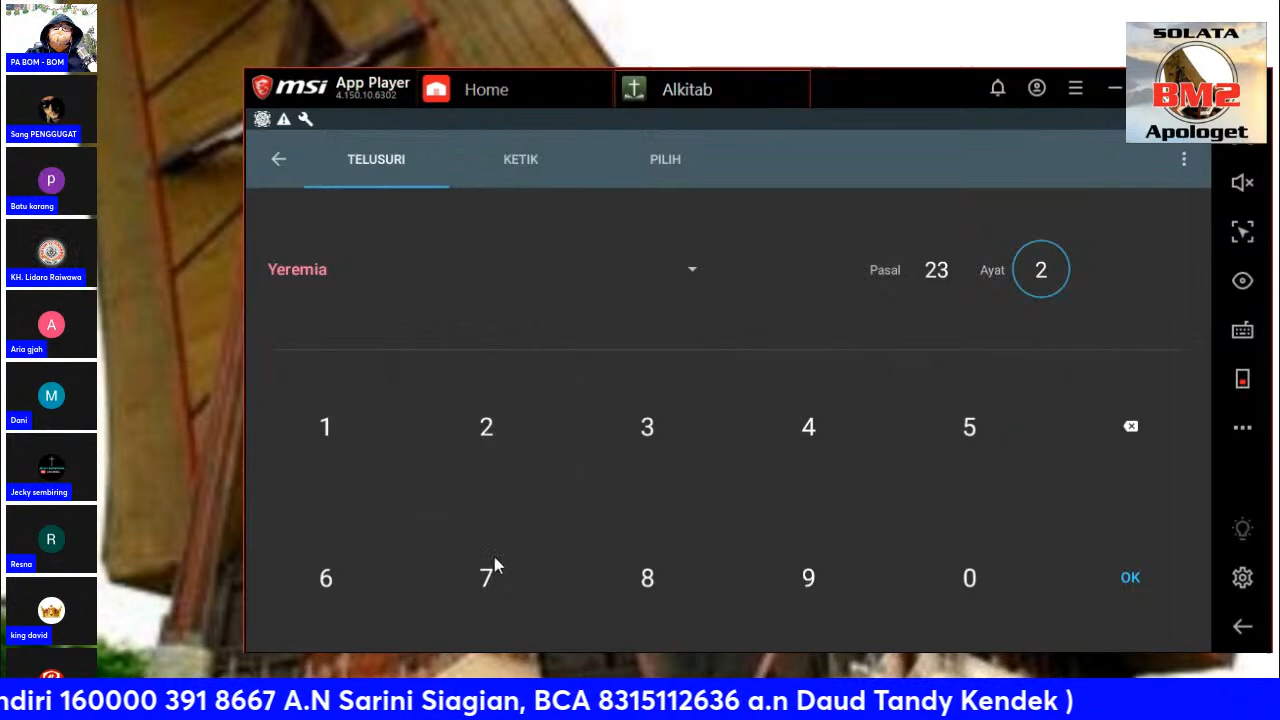 PA BOM - BOM
Sang PENGGUGAT
P
Batu karang
KH. Lidara Raiwawa
A
Aria gjah
M
Dani
Jecky sembiring
R
Resna
king david
msi App Player
4.150.10.6302
Home
Alkitab
SOLATA
BM2
Apologet
TELUSURI
KETIK
PILIH
Yeremia
Pasal 23 Ayat 2
1 2 3 4 5
6 7 8 9 0 OK
ndiri 160000 391 8667 A.N Sarini Siagian, BCA 8315112636 a.n Daud Tandy Kendek )